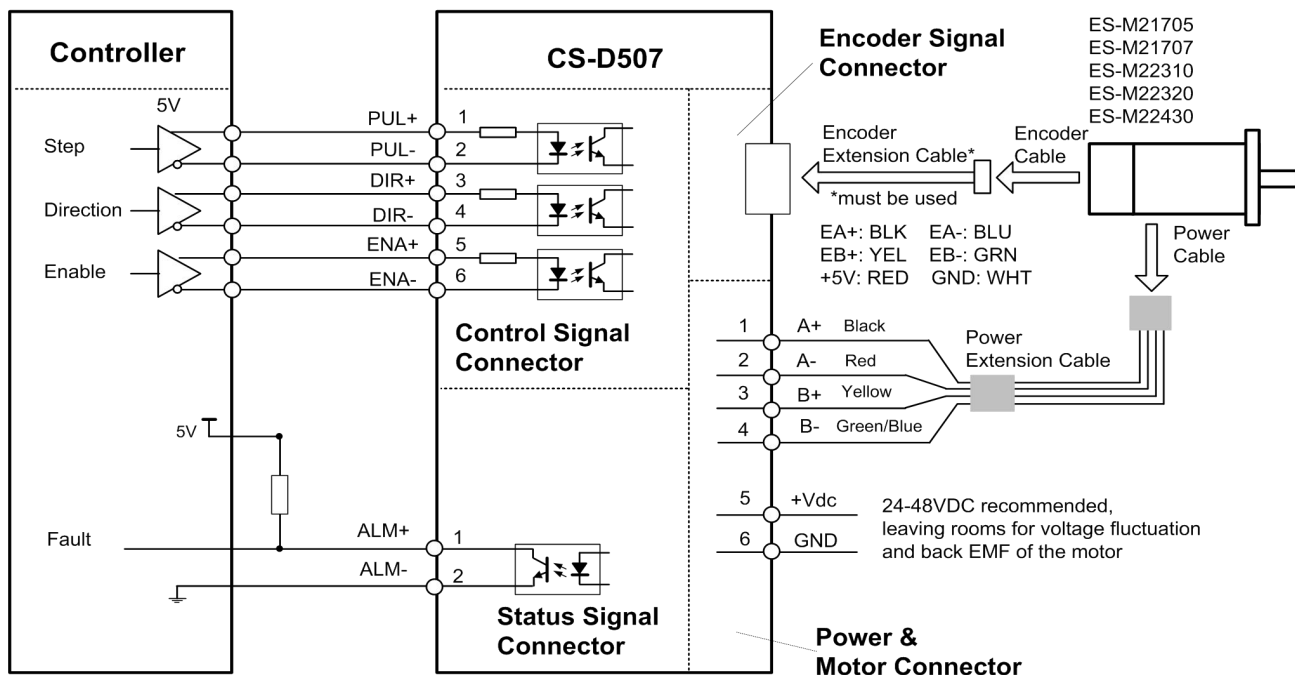 Controller
5V
Step
Direction
Enable
PUL+
PUL-
DIR+
DIR-
ENA+
ENA-
CS-D507
1
2
3
4
5
6
Control Signal
Connector
5V
Fault
ALM+
ALM-
1
2
Status Signal
Connector
Encoder Signal
Connector
Encoder
Extension Cable*
*must be used
Encoder
Cable
ES-M21705
ES-M21707
ES-M22310
ES-M22320
ES-M22430
EA+: BLK EA-: BLU
EB+: YEL EB-: GRN
+5V: RED GND: WHT
Power
Cable
1 A+ Black
2 A- Red
3 B+ Yellow
4 B- Green/Blue
Power
Extension Cable
5 +Vdc
6 GND
24-48VDC recommended,
leaving rooms for voltage fluctuation
and back EMF of the motor
Power &
Motor Connector